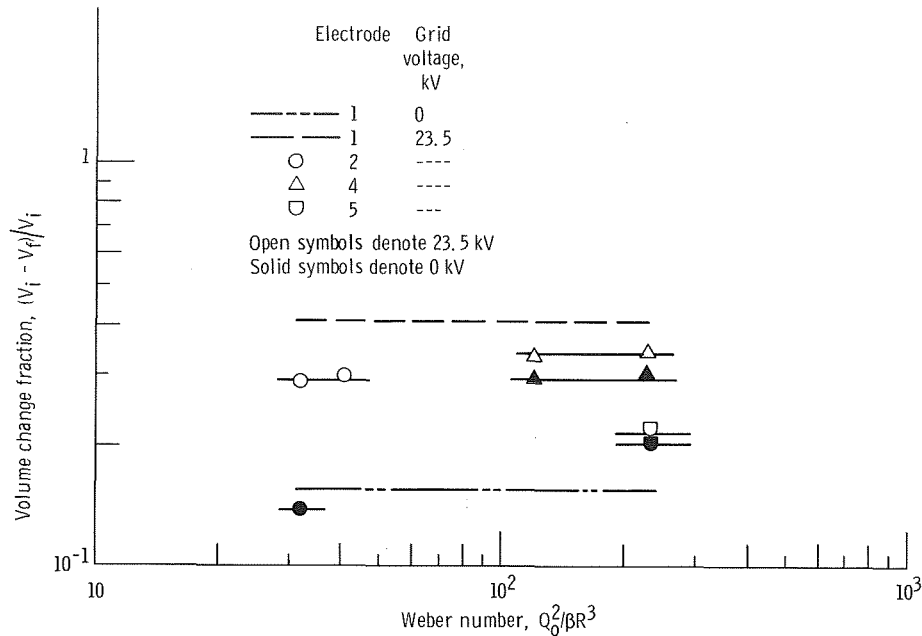 Electrode Grid
voltage,
kV
1 0
1 23.5
2 ----
4 ----
5 ---
Open symbols denote 23.5 kV
Solid symbols denote 0 kV
Volume change fraction, (V_i - V_f)/V_i
1
10^-1
10 10^2 10^3
Weber number, Q_o^2/βR^3